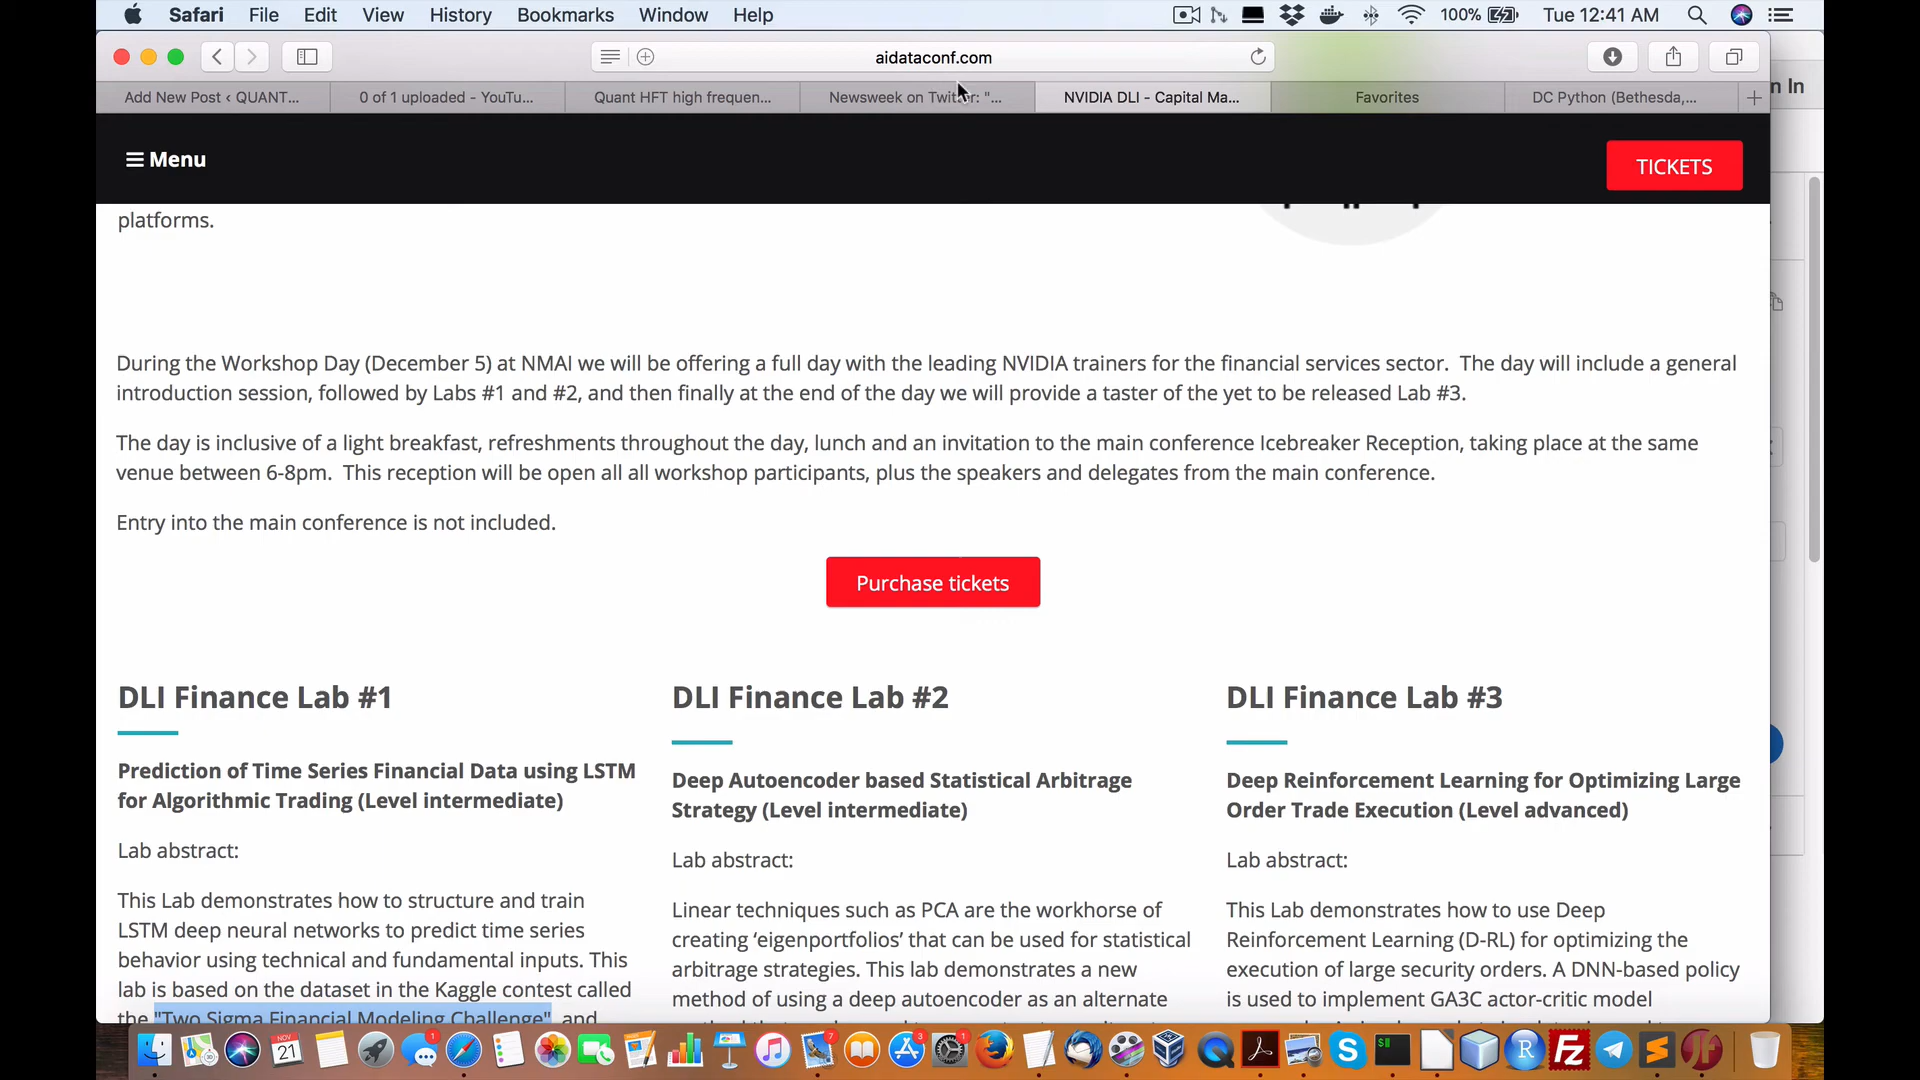 Safari File Edit View History Bookmarks Window Help 100% Tue 12:41 AM
aidataconf.com
Add New Post ‹ QUANT... 0 of 1 uploaded - YouTu... Quant HFT high frequen... Newsweek on Twitter: "... NVIDIA DLI - Capital Ma... Favorites DC Python (Bethesda,... n In
Menu TICKETS
platforms.
During the Workshop Day (December 5) at NMAI we will be offering a full day with the leading NVIDIA trainers for the financial services sector. The day will include a general
introduction session, followed by Labs #1 and #2, and then finally at the end of the day we will provide a taster of the yet to be released Lab #3.
The day is inclusive of a light breakfast, refreshments throughout the day, lunch and an invitation to the main conference Icebreaker Reception, taking place at the same
venue between 6-8pm. This reception will be open all all workshop participants, plus the speakers and delegates from the main conference.
Entry into the main conference is not included.
Purchase tickets
DLI Finance Lab #1
Prediction of Time Series Financial Data using LSTM
for Algorithmic Trading (Level intermediate)
Lab abstract:
This Lab demonstrates how to structure and train
LSTM deep neural networks to predict time series
behavior using technical and fundamental inputs. This
lab is based on the dataset in the Kaggle contest called
the "Two Sigma Financial Modeling Challenge", and
DLI Finance Lab #2
Deep Autoencoder based Statistical Arbitrage
Strategy (Level intermediate)
Lab abstract:
Linear techniques such as PCA are the workhorse of
creating ‘eigenportfolios’ that can be used for statistical
arbitrage strategies. This lab demonstrates a new
method of using a deep autoencoder as an alternate
DLI Finance Lab #3
Deep Reinforcement Learning for Optimizing Large
Order Trade Execution (Level advanced)
Lab abstract:
This Lab demonstrates how to use Deep
Reinforcement Learning (D-RL) for optimizing the
execution of large security orders. A DNN-based policy
is used to implement GA3C actor-critic model
NOV
21
1
7
3
1